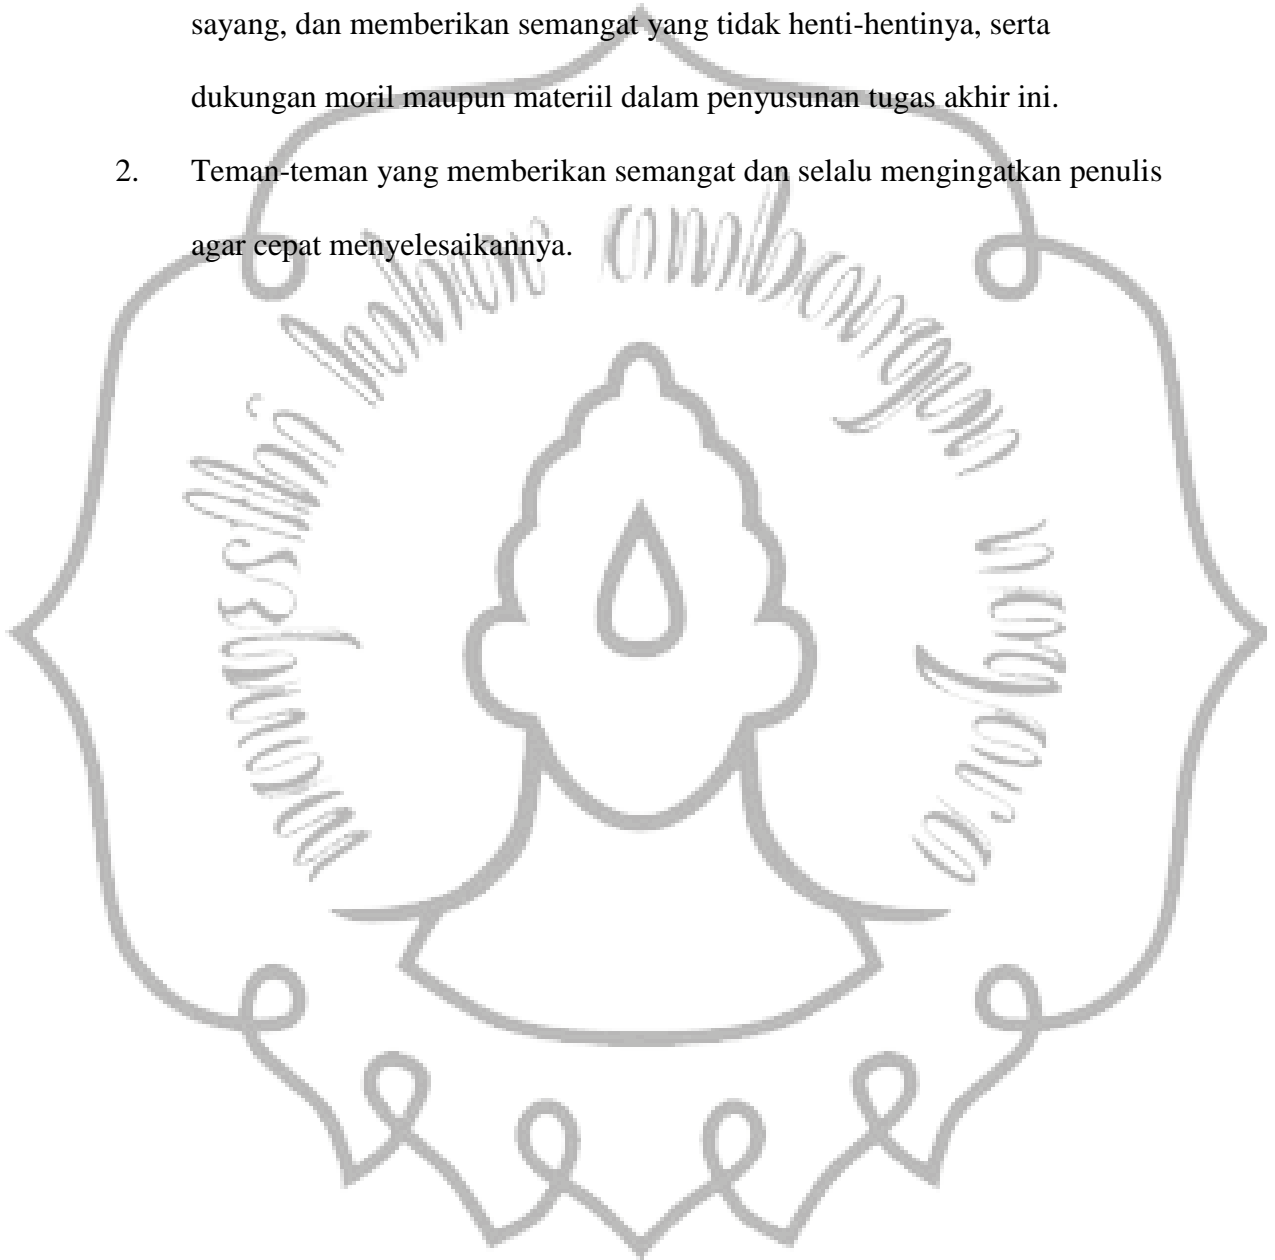 sayang, dan memberikan semangat yang tidak henti-hentinya, serta
dukungan moril maupun materiil dalam penyusunan tugas akhir ini.
2. Teman-teman yang memberikan semangat dan selalu mengingatkan penulis
agar cepat menyelesaikannya.